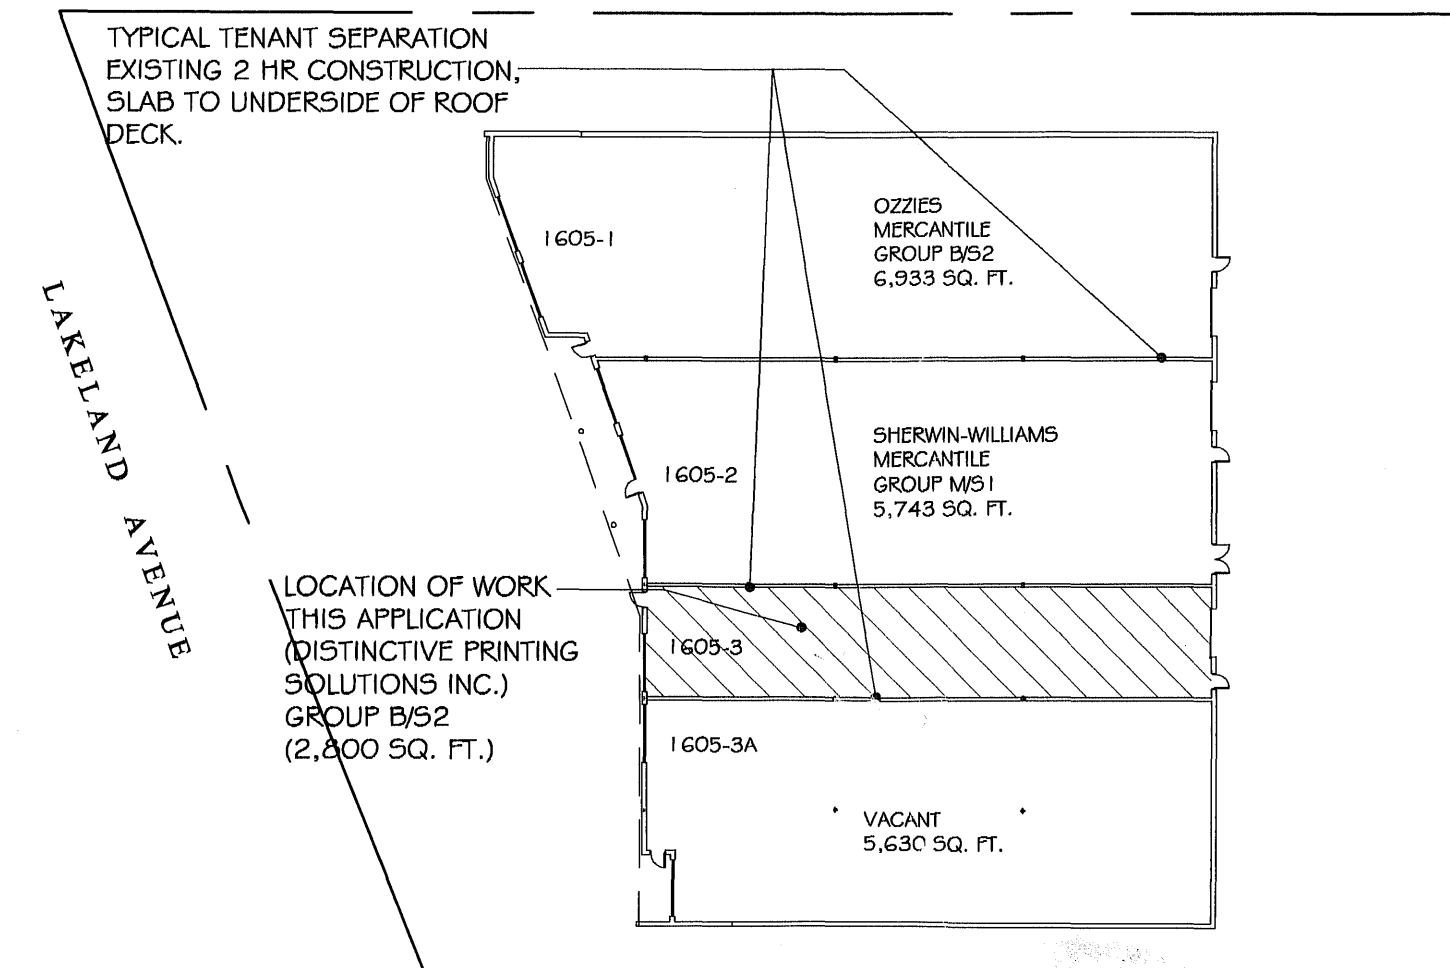 TYPICAL TENANT SEPARATION
EXISTING 2 HR CONSTRUCTION,
SLAB TO UNDERSIDE OF ROOF
DECK.
1605-1
OZZIES
MERCANTILE
GROUP B/S2
6,933 SQ. FT.
LAKELAND AVENUE
1605-2
SHERWIN-WILLIAMS
MERCANTILE
GROUP M/S1
5,743 SQ. FT.
LOCATION OF WORK
THIS APPLICATION
(DISTINCTIVE PRINTING
SOLUTIONS INC.)
GROUP B/S2
(2,800 SQ. FT.)
1605-3
1605-3A
VACANT
5,630 SQ. FT.